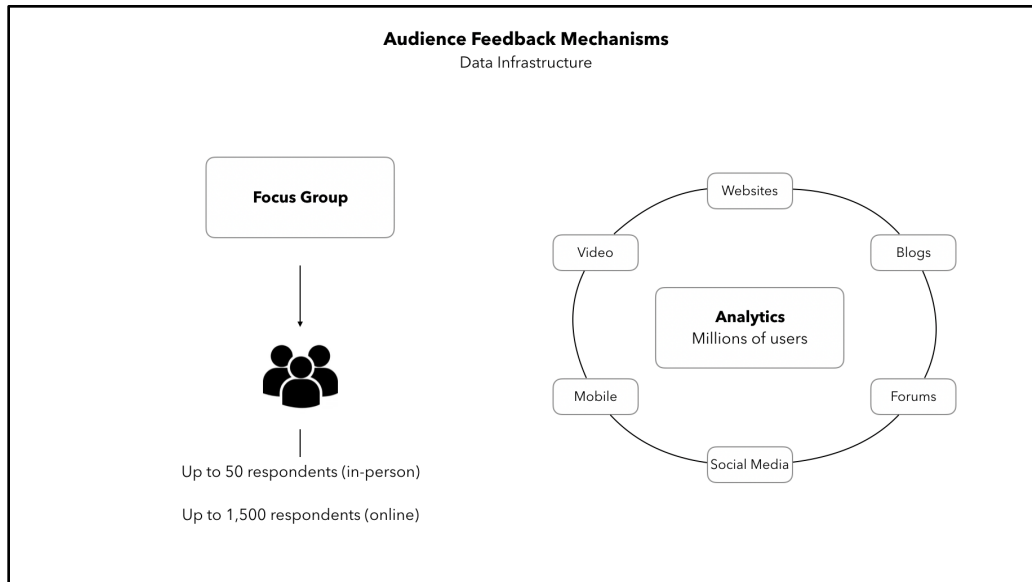 Audience Feedback Mechanisms
Data Infrastructure
Focus Group
Up to 50 respondents (in-person)
Up to 1,500 respondents (online)
Websites
Video
Blogs
Analytics
Millions of users
Mobile
Forums
Social Media